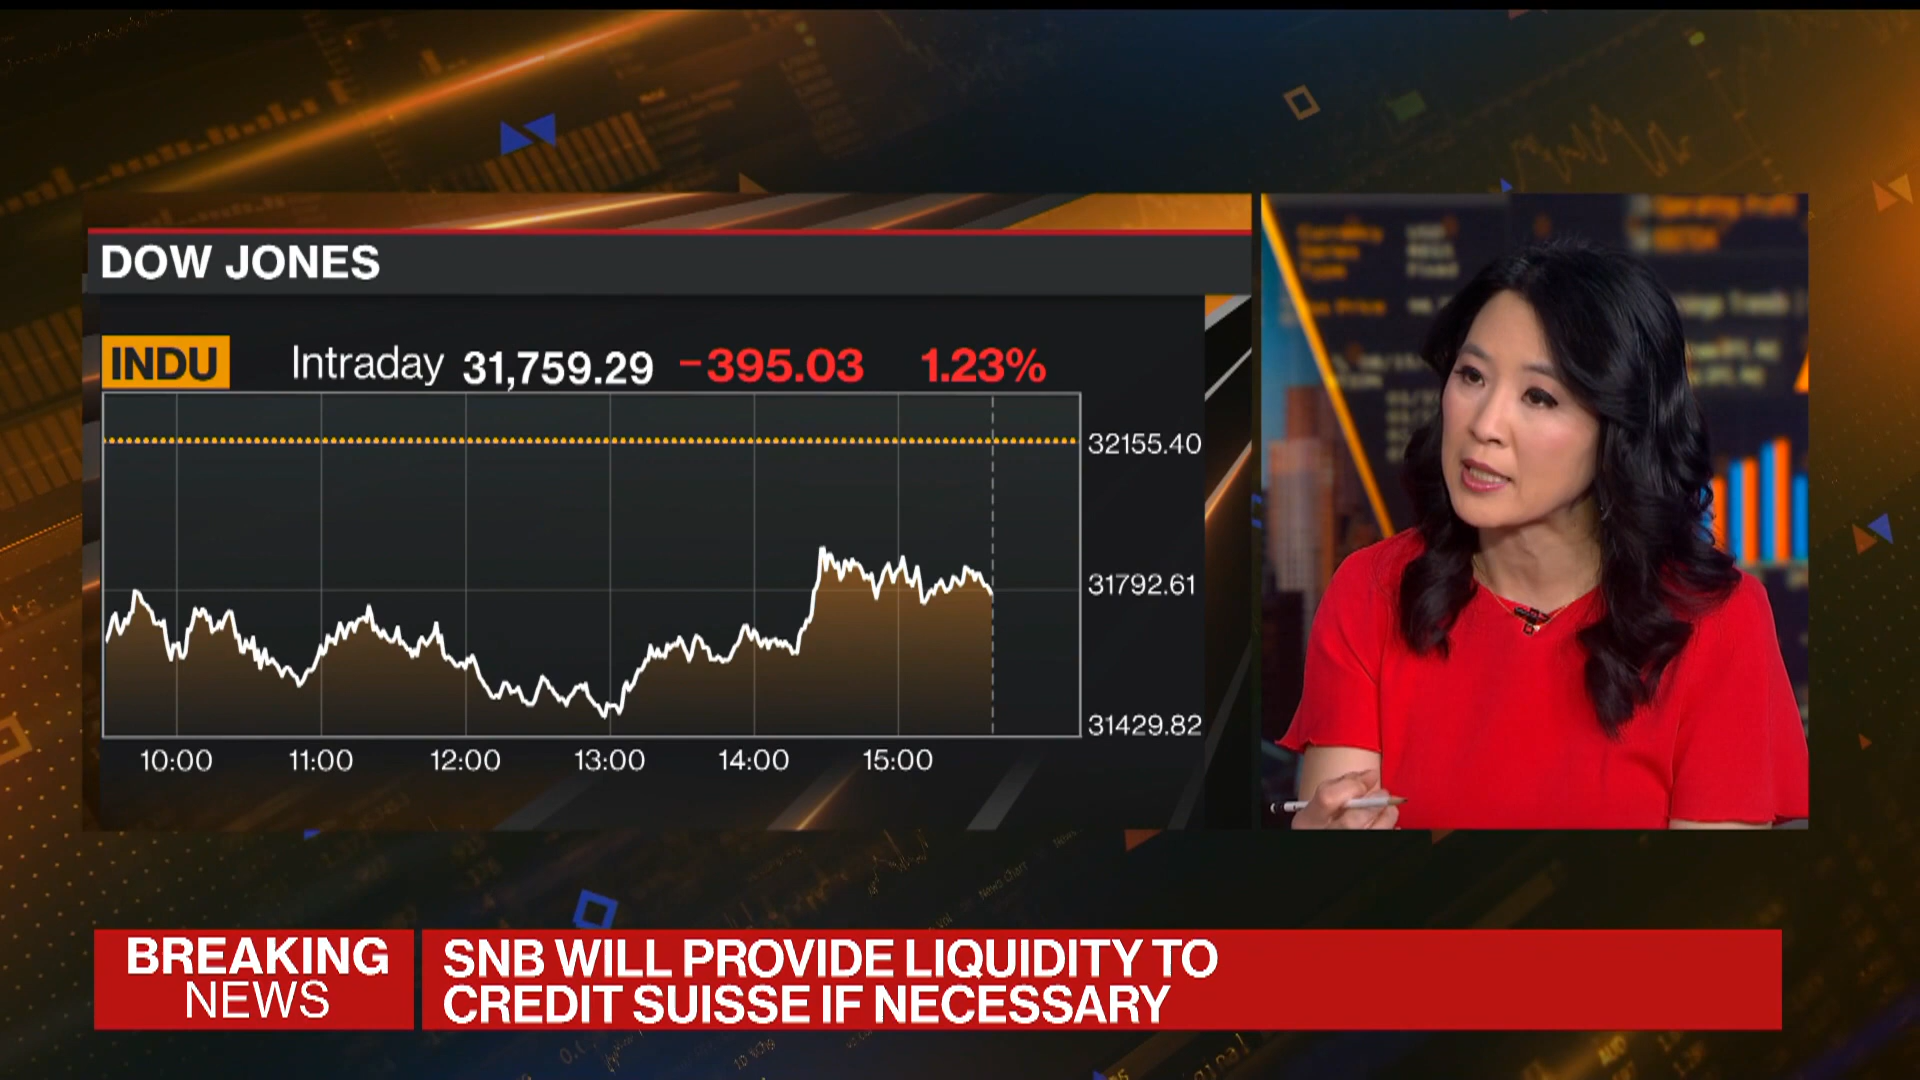 DOW JONES
INDU Intraday 31,759.29 -395.03 1.23%
32155.40
31792.61
31429.82
10:00 11:00 12:00 13:00 14:00 15:00
BREAKING
NEWS
SNB WILL PROVIDE LIQUIDITY TO
CREDIT SUISSE IF NECESSARY